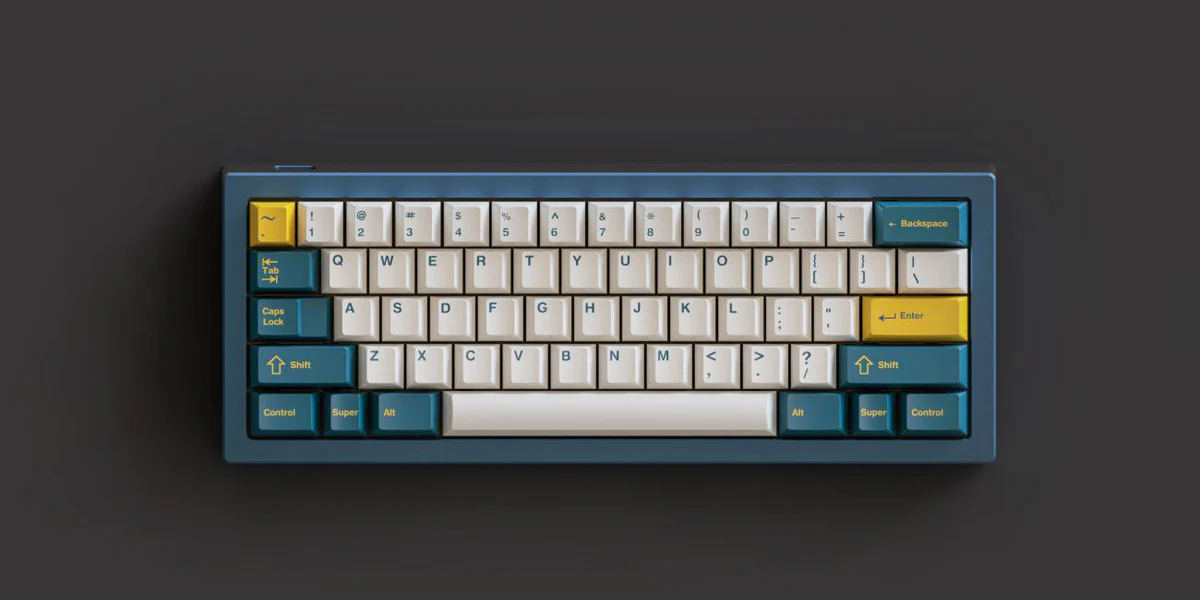 ~ ! @ # $ % ^ & * ( ) _ +
` 1 2 3 4 5 6 7 8 9 0 - = ← Backspace
Tab Q W E R T Y U I O P { } |
[ ] \
Caps Lock A S D F G H J K L : " Enter
; '
Shift Z X C V B N M < > ? Shift
, . /
Control Super Alt Alt Super Control